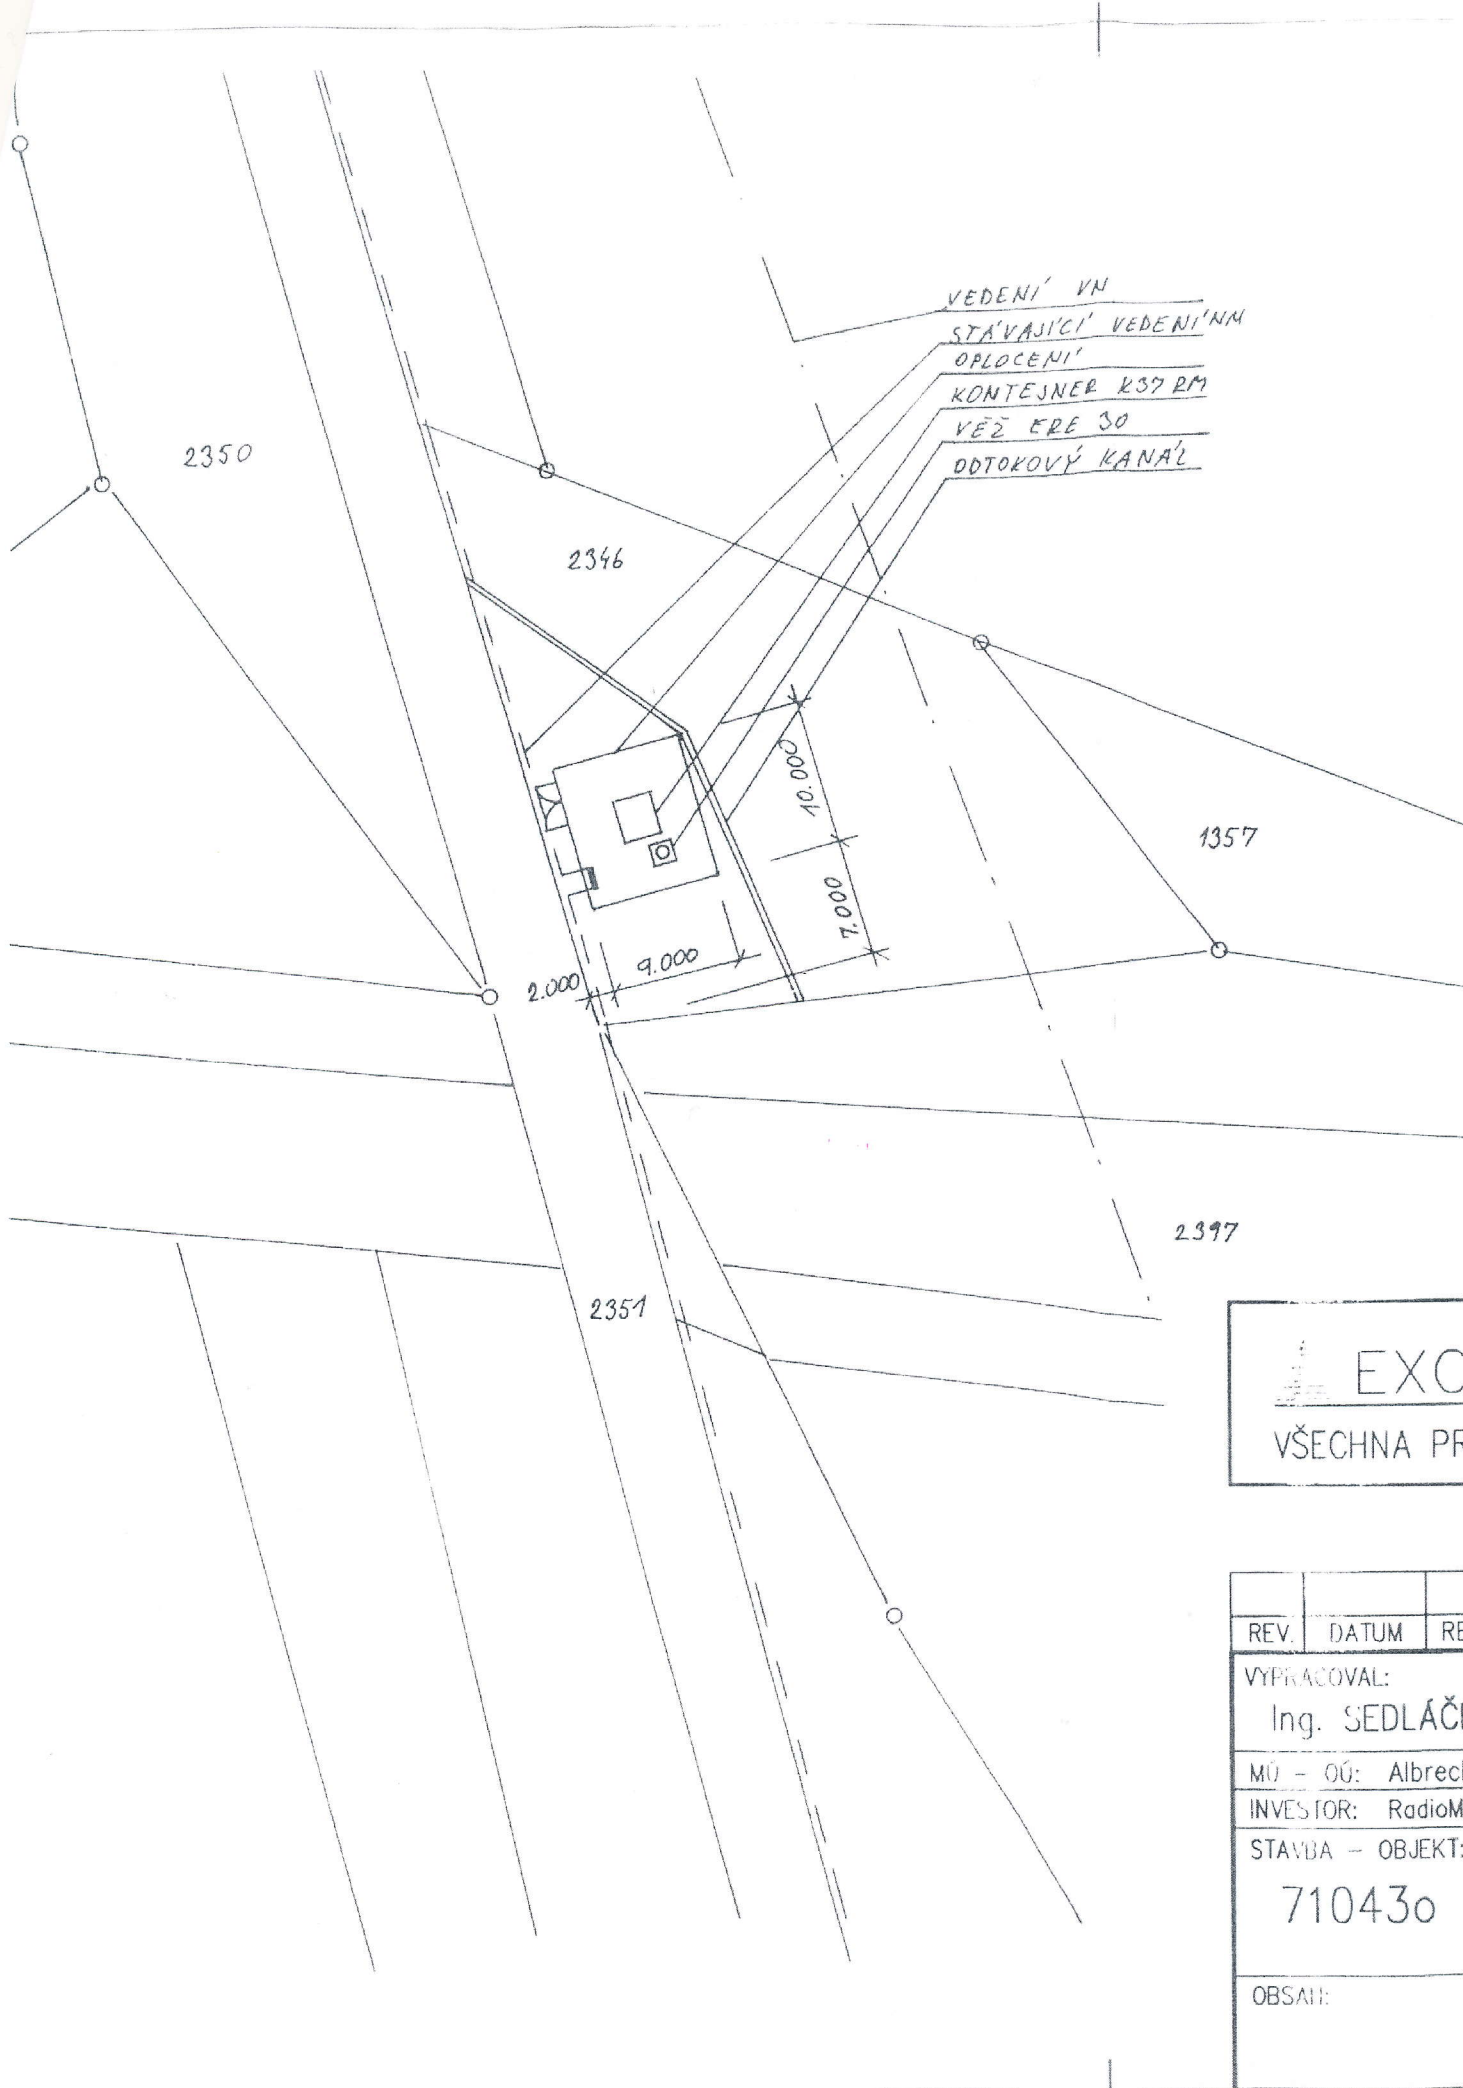 VEDENÍ VN
STÁVAJÍCÍ VEDENÍ NN
OPLOCENÍ
KONTEJNER K37 RM
VĚŽ ERE 30
ODTOKOVÝ KANÁL
2350
2346
10.000
1357
7.000
9.000
2.000
2397
2351
EXC
VŠECHNA PR
REV. DATUM RE
VYPRACOVAL:
Ing. SEDLÁČ
MÚ - OÚ: Albrec
INVESTOR: RadioM
STAVBA - OBJEKT:
71043o
OBSAH: